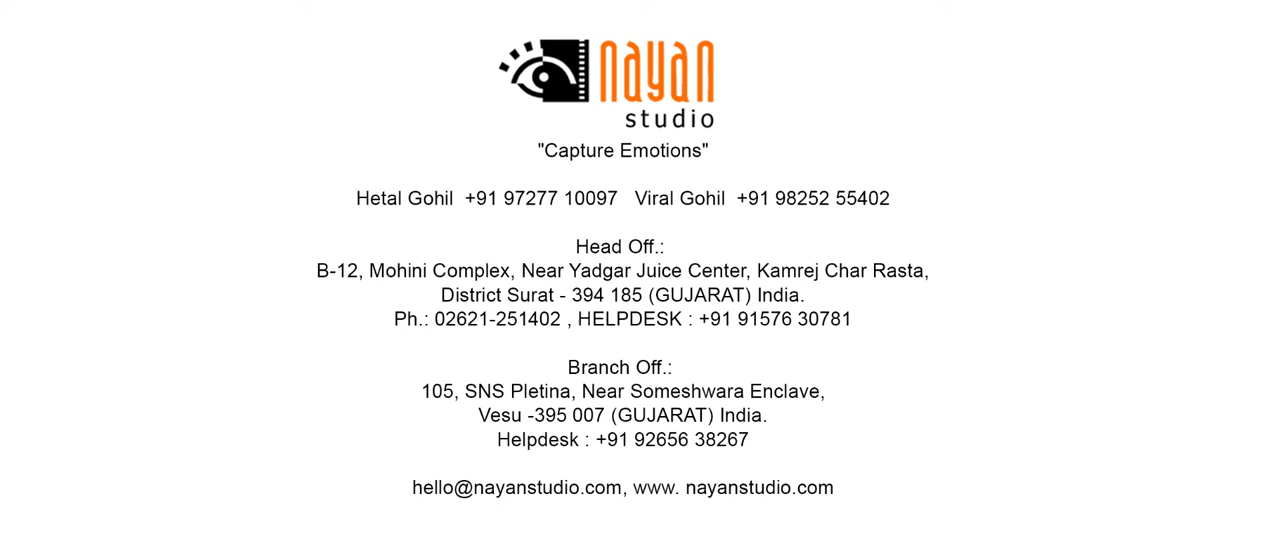 nayan
studio
"Capture Emotions"
Hetal Gohil +91 97277 10097 Viral Gohil +91 98252 55402
Head Off.:
B-12, Mohini Complex, Near Yadgar Juice Center, Kamrej Char Rasta,
District Surat - 394 185 (GUJARAT) India.
Ph.: 02621-251402 , HELPDESK : +91 91576 30781
Branch Off.:
105, SNS Pletina, Near Someshwara Enclave,
Vesu -395 007 (GUJARAT) India.
Helpdesk : +91 92656 38267
hello@nayanstudio.com, www. nayanstudio.com